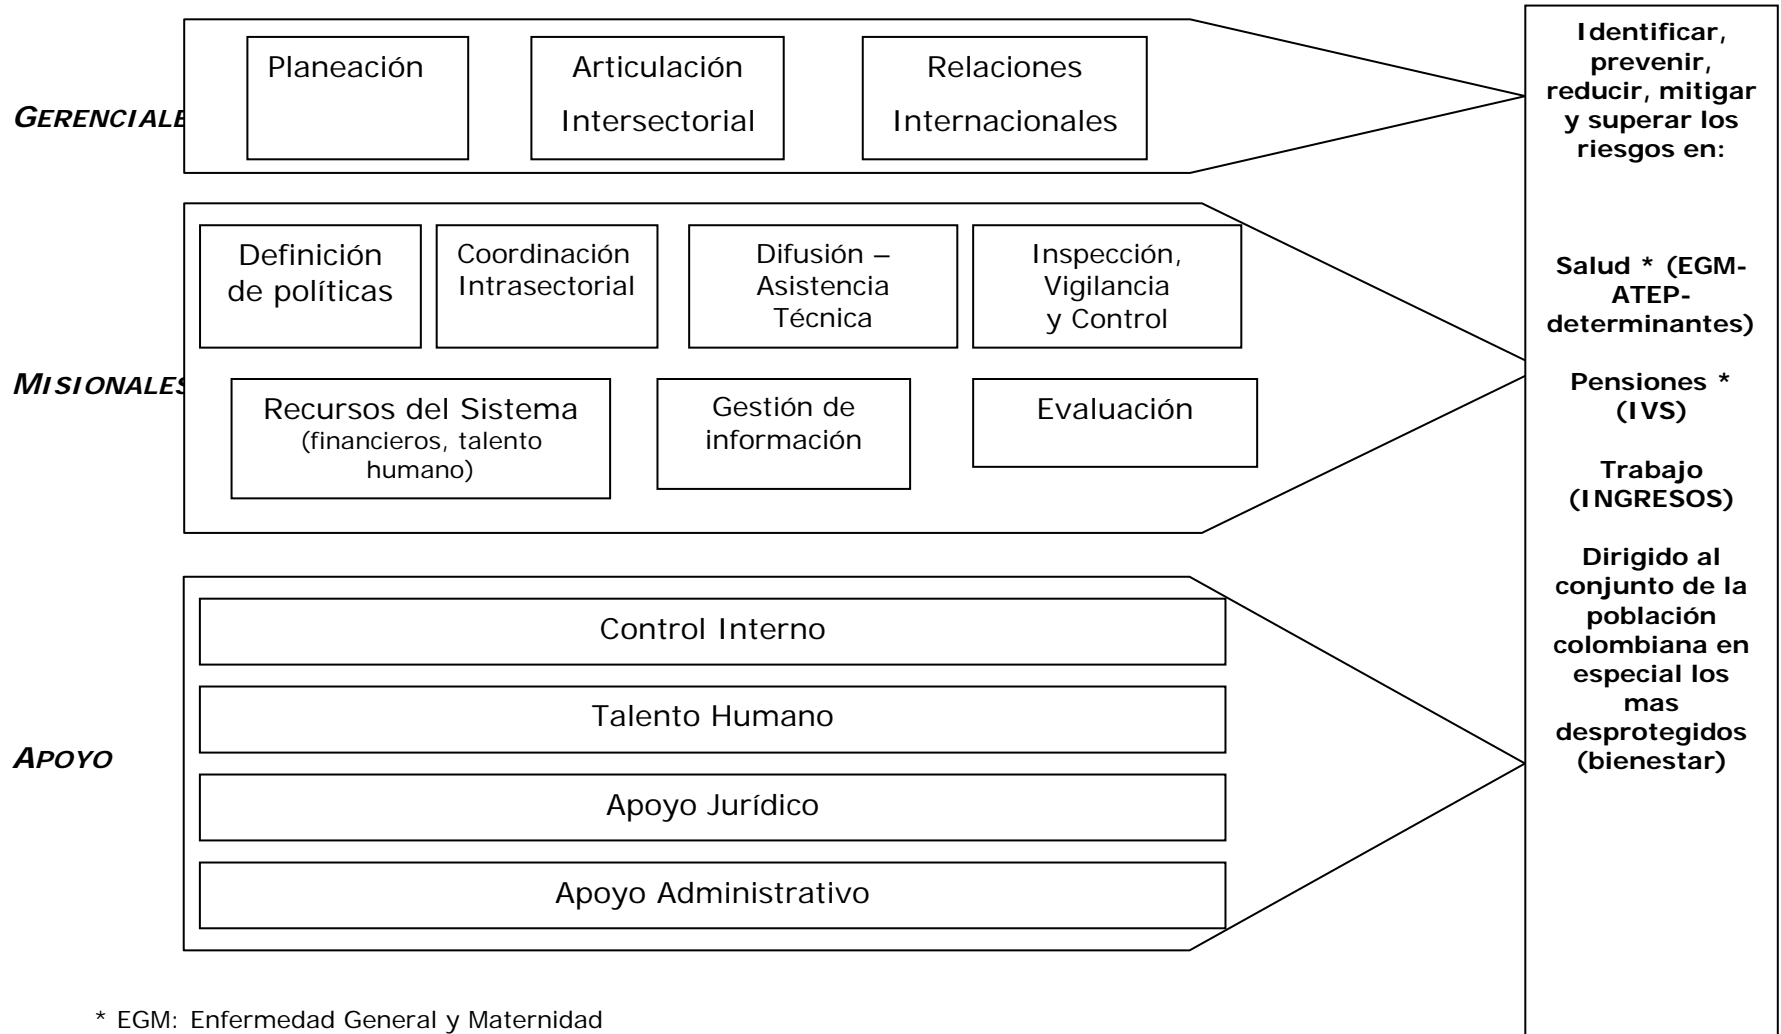 GERENCIALE
Planeación
Articulación
Intersectorial
Relaciones
Internacionales
MISIONALES
Definición
de políticas
Coordinación
Intrasectorial
Difusión –
Asistencia
Técnica
Inspección,
Vigilancia
y Control
Recursos del Sistema
(financieros, talento
humano)
Gestión de
información
Evaluación
APOYO
Control Interno
Talento Humano
Apoyo Jurídico
Apoyo Administrativo
Identificar,
prevenir,
reducir, mitigar
y superar los
riesgos en:
Salud * (EGM-
ATEP-
determinantes)
Pensiones *
(IVS)
Trabajo
(INGRESOS)
Dirigido al
conjunto de la
población
colombiana en
especial los
mas
desprotegidos
(bienestar)
* EGM: Enfermedad General y Maternidad